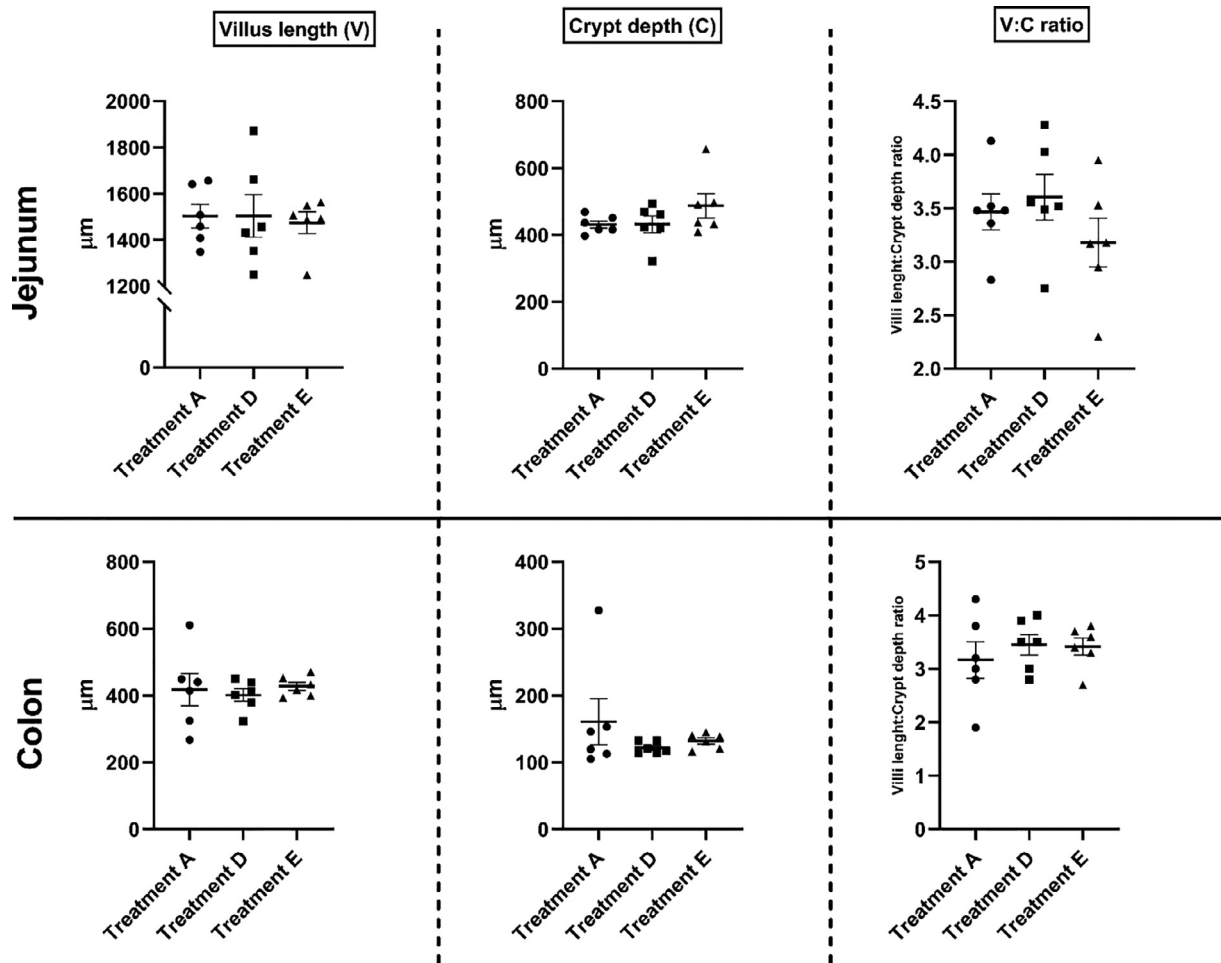 Villus length (V)
Crypt depth (C)
V:C ratio
Jejunum
μm
2000
1800
1600
1400
1200
0
Treatment A
Treatment D
Treatment E
μm
800
600
400
200
0
Treatment A
Treatment D
Treatment E
Villi lenght:Crypt depth ratio
4.5
4.0
3.5
3.0
2.5
2.0
Treatment A
Treatment D
Treatment E
Colon
μm
800
600
400
200
0
Treatment A
Treatment D
Treatment E
μm
400
300
200
100
0
Treatment A
Treatment D
Treatment E
Villi lenght:Crypt depth ratio
5
4
3
2
1
0
Treatment A
Treatment D
Treatment E